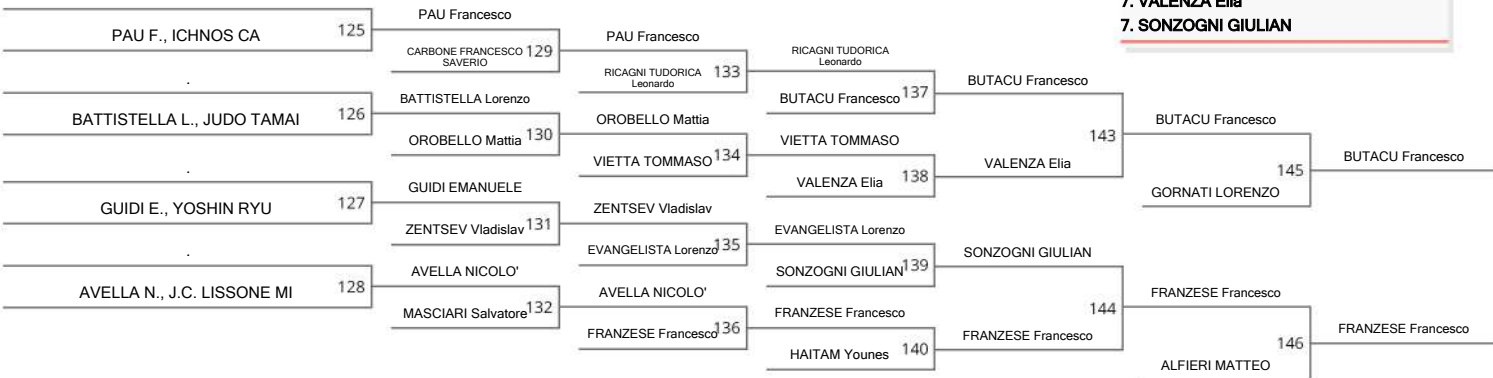 7. VALENZA Elia
7. SONZOGNI GIULIAN
PAU F., ICHNOS CA
125
.
BATTISTELLA L., JUDO TAMAI
126
.
GUIDI E., YOSHIN RYU
127
.
AVELLA N., J.C. LISSONE MI
128
PAU Francesco
CARBONE FRANCESCO
SAVERIO
129
BATTISTELLA Lorenzo
OROBELLO Mattia
130
GUIDI EMANUELE
ZENTSEV Vladislav
131
AVELLA NICOLO'
MASCIARI Salvatore
132
PAU Francesco
RICAGNI TUDORICA
Leonardo
133
OROBELLO Mattia
VIETTA TOMMASO
134
ZENTSEV Vladislav
EVANGELISTA Lorenzo
135
AVELLA NICOLO'
FRANZESE Francesco
136
RICAGNI TUDORICA
Leonardo
BUTACU Francesco
137
VIETTA TOMMASO
VALENZA Elia
138
EVANGELISTA Lorenzo
SONZOGNI GIULIAN
139
FRANZESE Francesco
HAITAM Younes
140
BUTACU Francesco
143
VALENZA Elia
SONZOGNI GIULIAN
144
FRANZESE Francesco
BUTACU Francesco
145
GORNATI LORENZO
FRANZESE Francesco
146
ALFIERI MATTEO
BUTACU Francesco
FRANZESE Francesco